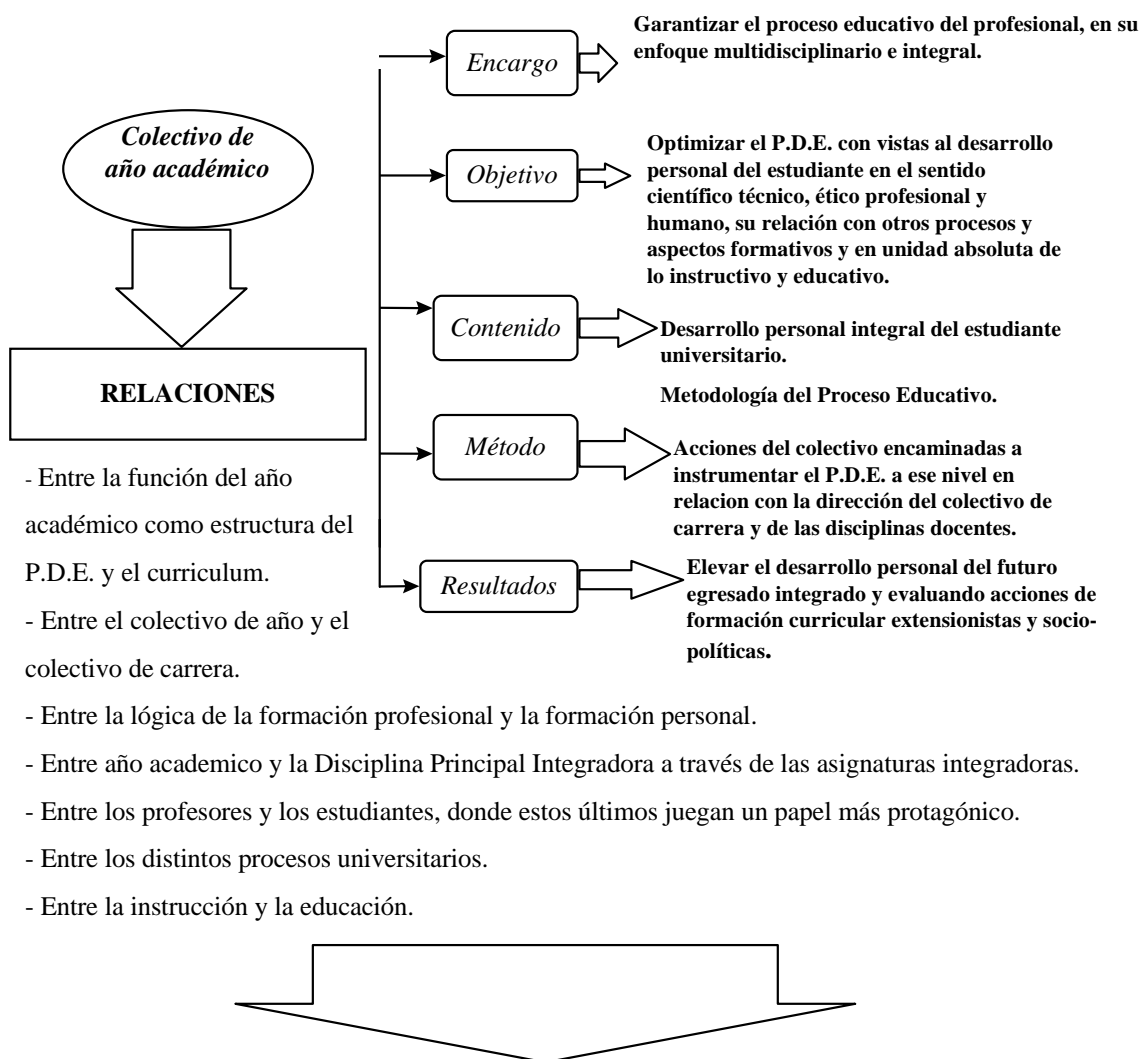 Colectivo de
año académico
RELACIONES
Encargo
Garantizar el proceso educativo del profesional, en su
enfoque multidisciplinario e integral.
Objetivo
Optimizar el P.D.E. con vistas al desarrollo
personal del estudiante en el sentido
científico técnico, ético profesional y
humano, su relación con otros procesos y
aspectos formativos y en unidad absoluta de
lo instructivo y educativo.
Contenido
Desarrollo personal integral del estudiante
universitario.
Metodología del Proceso Educativo.
Método
Acciones del colectivo encaminadas a
instrumentar el P.D.E. a ese nivel en
relacion con la dirección del colectivo de
carrera y de las disciplinas docentes.
Resultados
Elevar el desarrollo personal del futuro
egresado integrado y evaluando acciones de
formación curricular extensionistas y socio-
políticas.
- Entre la función del año
académico como estructura del
P.D.E. y el curriculum.
- Entre el colectivo de año y el
colectivo de carrera.
- Entre la lógica de la formación profesional y la formación personal.
- Entre año academico y la Disciplina Principal Integradora a través de las asignaturas integradoras.
- Entre los profesores y los estudiantes, donde estos últimos juegan un papel más protagónico.
- Entre los distintos procesos universitarios.
- Entre la instrucción y la educación.